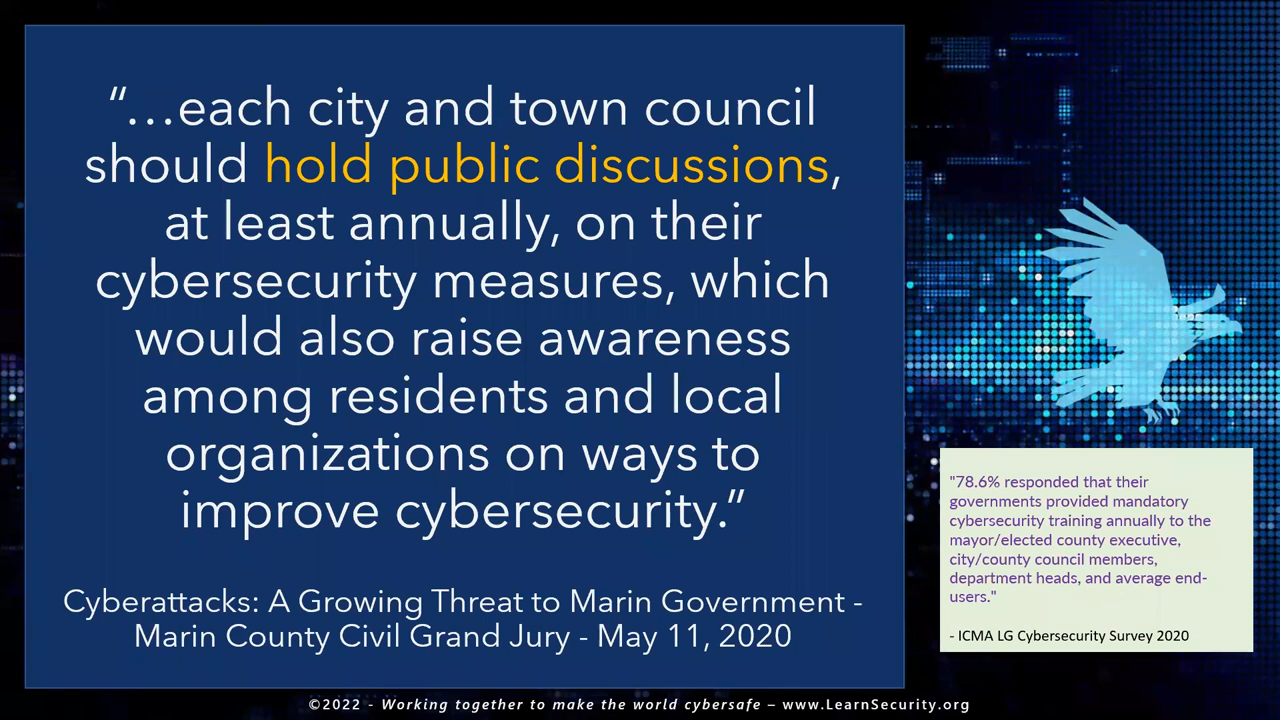 “…each city and town council
should hold public discussions,
at least annually, on their
cybersecurity measures, which
would also raise awareness
among residents and local
organizations on ways to
improve cybersecurity.”
Cyberattacks: A Growing Threat to Marin Government -
Marin County Civil Grand Jury - May 11, 2020
"78.6% responded that their
governments provided mandatory
cybersecurity training annually to the
mayor/elected county executive,
city/county council members,
department heads, and average end-
users."
- ICMA LG Cybersecurity Survey 2020
©2022 - Working together to make the world cybersafe – www.LearnSecurity.org